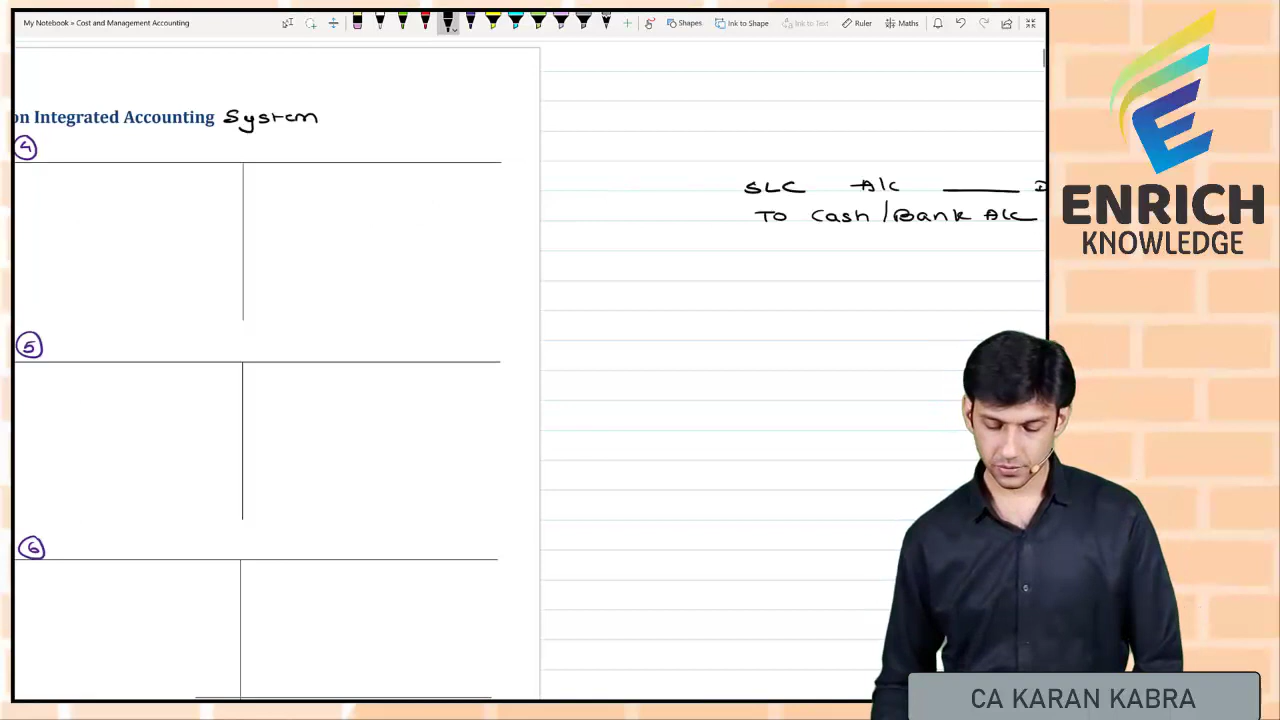 My Notebook » Cost and Management Accounting
Shapes
Ink to Shape
Ink to Text
Ruler
Maths
on Integrated Accounting System
4
SLC A/c
To Cash/Bank A/c
5
6
ENRICH
KNOWLEDGE
CA KARAN KABRA